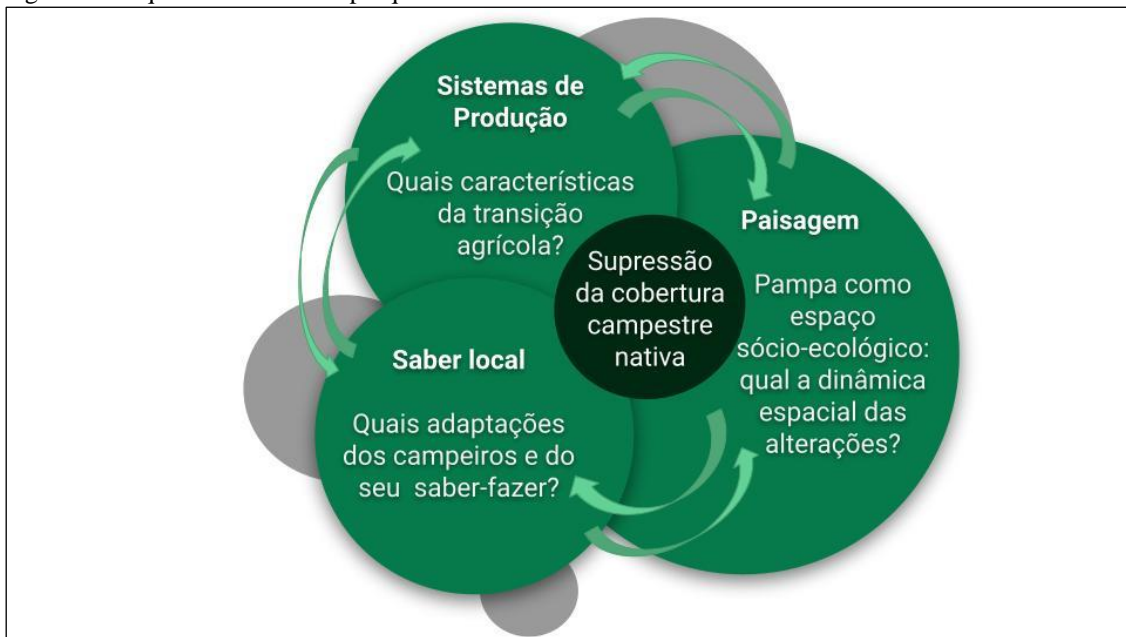 Sistemas de
Produção
Quais características
da transição
agrícola?
Paisagem
Pampa como
espaço
sócio-ecológico:
qual a dinâmica
espacial das
alterações?
Supressão
da cobertura
campestre
nativa
Saber local
Quais adaptações
dos campeiros e do
seu saber-fazer?